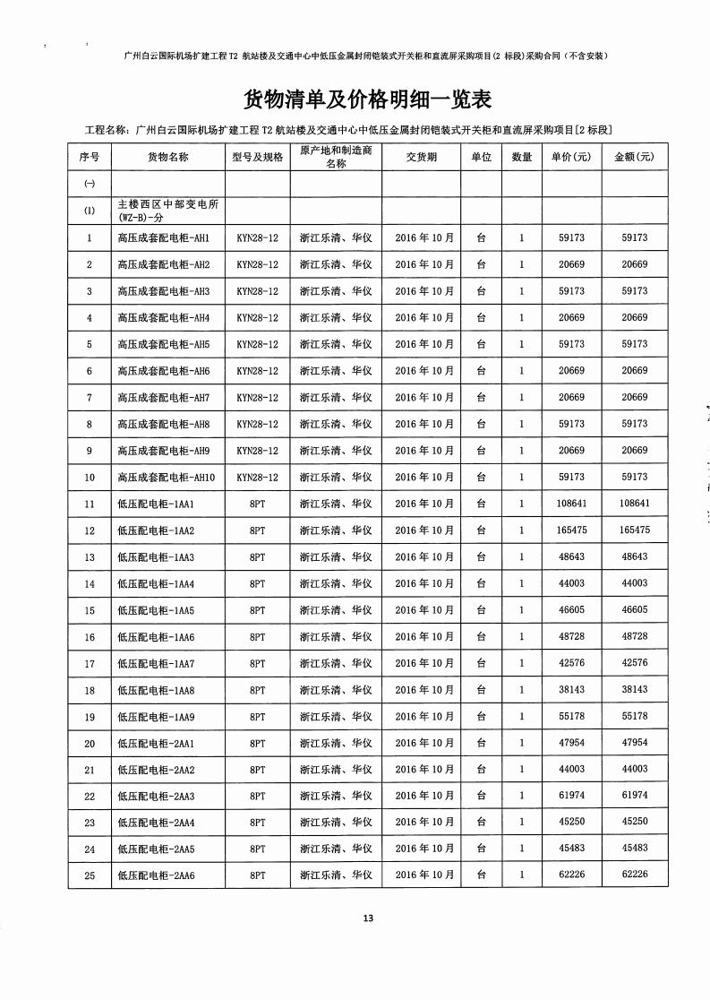 广州白云国际机场扩建工程 T2 航站楼及交通中心中低压金属封闭铠装式开关柜和直流屏采购项目(2 标段)采购合同（不含安装）
货物清单及价格明细一览表
工程名称：广州白云国际机场扩建工程 T2 航站楼及交通中心中低压金属封闭铠装式开关柜和直流屏采购项目[2 标段]
序号 货物名称 型号及规格 原产地和制造商名称 交货期 单位 数量 单价(元) 金额(元)
(一)
(1) 主楼西区中部变电所(WZ-B)-分
1 高压成套配电柜-AH1 KYN28-12 浙江乐清、华仪 2016 年 10 月 台 1 59173 59173
2 高压成套配电柜-AH2 KYN28-12 浙江乐清、华仪 2016 年 10 月 台 1 20669 20669
3 高压成套配电柜-AH3 KYN28-12 浙江乐清、华仪 2016 年 10 月 台 1 59173 59173
4 高压成套配电柜-AH4 KYN28-12 浙江乐清、华仪 2016 年 10 月 台 1 20669 20669
5 高压成套配电柜-AH5 KYN28-12 浙江乐清、华仪 2016 年 10 月 台 1 59173 59173
6 高压成套配电柜-AH6 KYN28-12 浙江乐清、华仪 2016 年 10 月 台 1 20669 20669
7 高压成套配电柜-AH7 KYN28-12 浙江乐清、华仪 2016 年 10 月 台 1 20669 20669
8 高压成套配电柜-AH8 KYN28-12 浙江乐清、华仪 2016 年 10 月 台 1 59173 59173
9 高压成套配电柜-AH9 KYN28-12 浙江乐清、华仪 2016 年 10 月 台 1 20669 20669
10 高压成套配电柜-AH10 KYN28-12 浙江乐清、华仪 2016 年 10 月 台 1 59173 59173
11 低压配电柜-1AA1 8PT 浙江乐清、华仪 2016 年 10 月 台 1 108641 108641
12 低压配电柜-1AA2 8PT 浙江乐清、华仪 2016 年 10 月 台 1 165475 165475
13 低压配电柜-1AA3 8PT 浙江乐清、华仪 2016 年 10 月 台 1 48643 48643
14 低压配电柜-1AA4 8PT 浙江乐清、华仪 2016 年 10 月 台 1 44003 44003
15 低压配电柜-1AA5 8PT 浙江乐清、华仪 2016 年 10 月 台 1 46605 46605
16 低压配电柜-1AA6 8PT 浙江乐清、华仪 2016 年 10 月 台 1 48728 48728
17 低压配电柜-1AA7 8PT 浙江乐清、华仪 2016 年 10 月 台 1 42576 42576
18 低压配电柜-1AA8 8PT 浙江乐清、华仪 2016 年 10 月 台 1 38143 38143
19 低压配电柜-1AA9 8PT 浙江乐清、华仪 2016 年 10 月 台 1 55178 55178
20 低压配电柜-2AA1 8PT 浙江乐清、华仪 2016 年 10 月 台 1 47954 47954
21 低压配电柜-2AA2 8PT 浙江乐清、华仪 2016 年 10 月 台 1 44003 44003
22 低压配电柜-2AA3 8PT 浙江乐清、华仪 2016 年 10 月 台 1 61974 61974
23 低压配电柜-2AA4 8PT 浙江乐清、华仪 2016 年 10 月 台 1 45250 45250
24 低压配电柜-2AA5 8PT 浙江乐清、华仪 2016 年 10 月 台 1 45483 45483
25 低压配电柜-2AA6 8PT 浙江乐清、华仪 2016 年 10 月 台 1 62226 62226
13